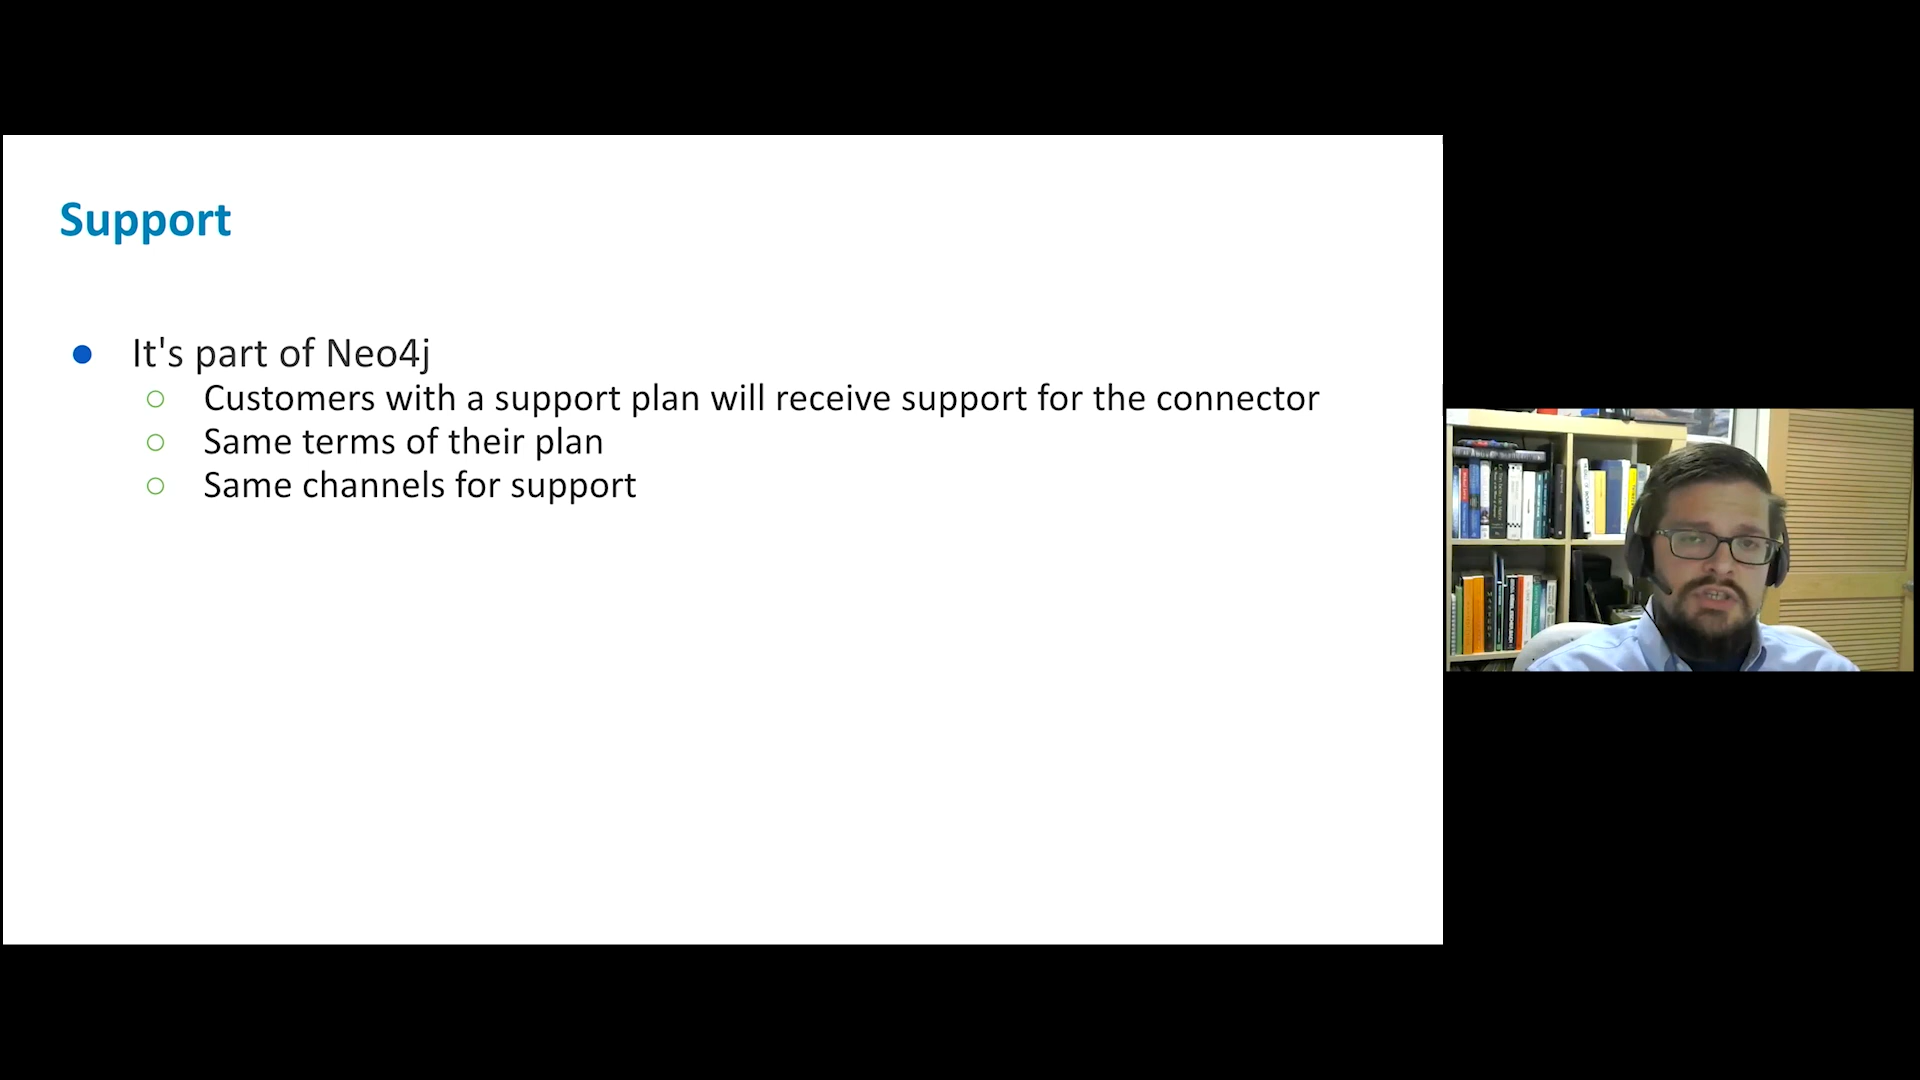 Support
It's part of Neo4j
Customers with a support plan will receive support for the connector
Same terms of their plan
Same channels for support